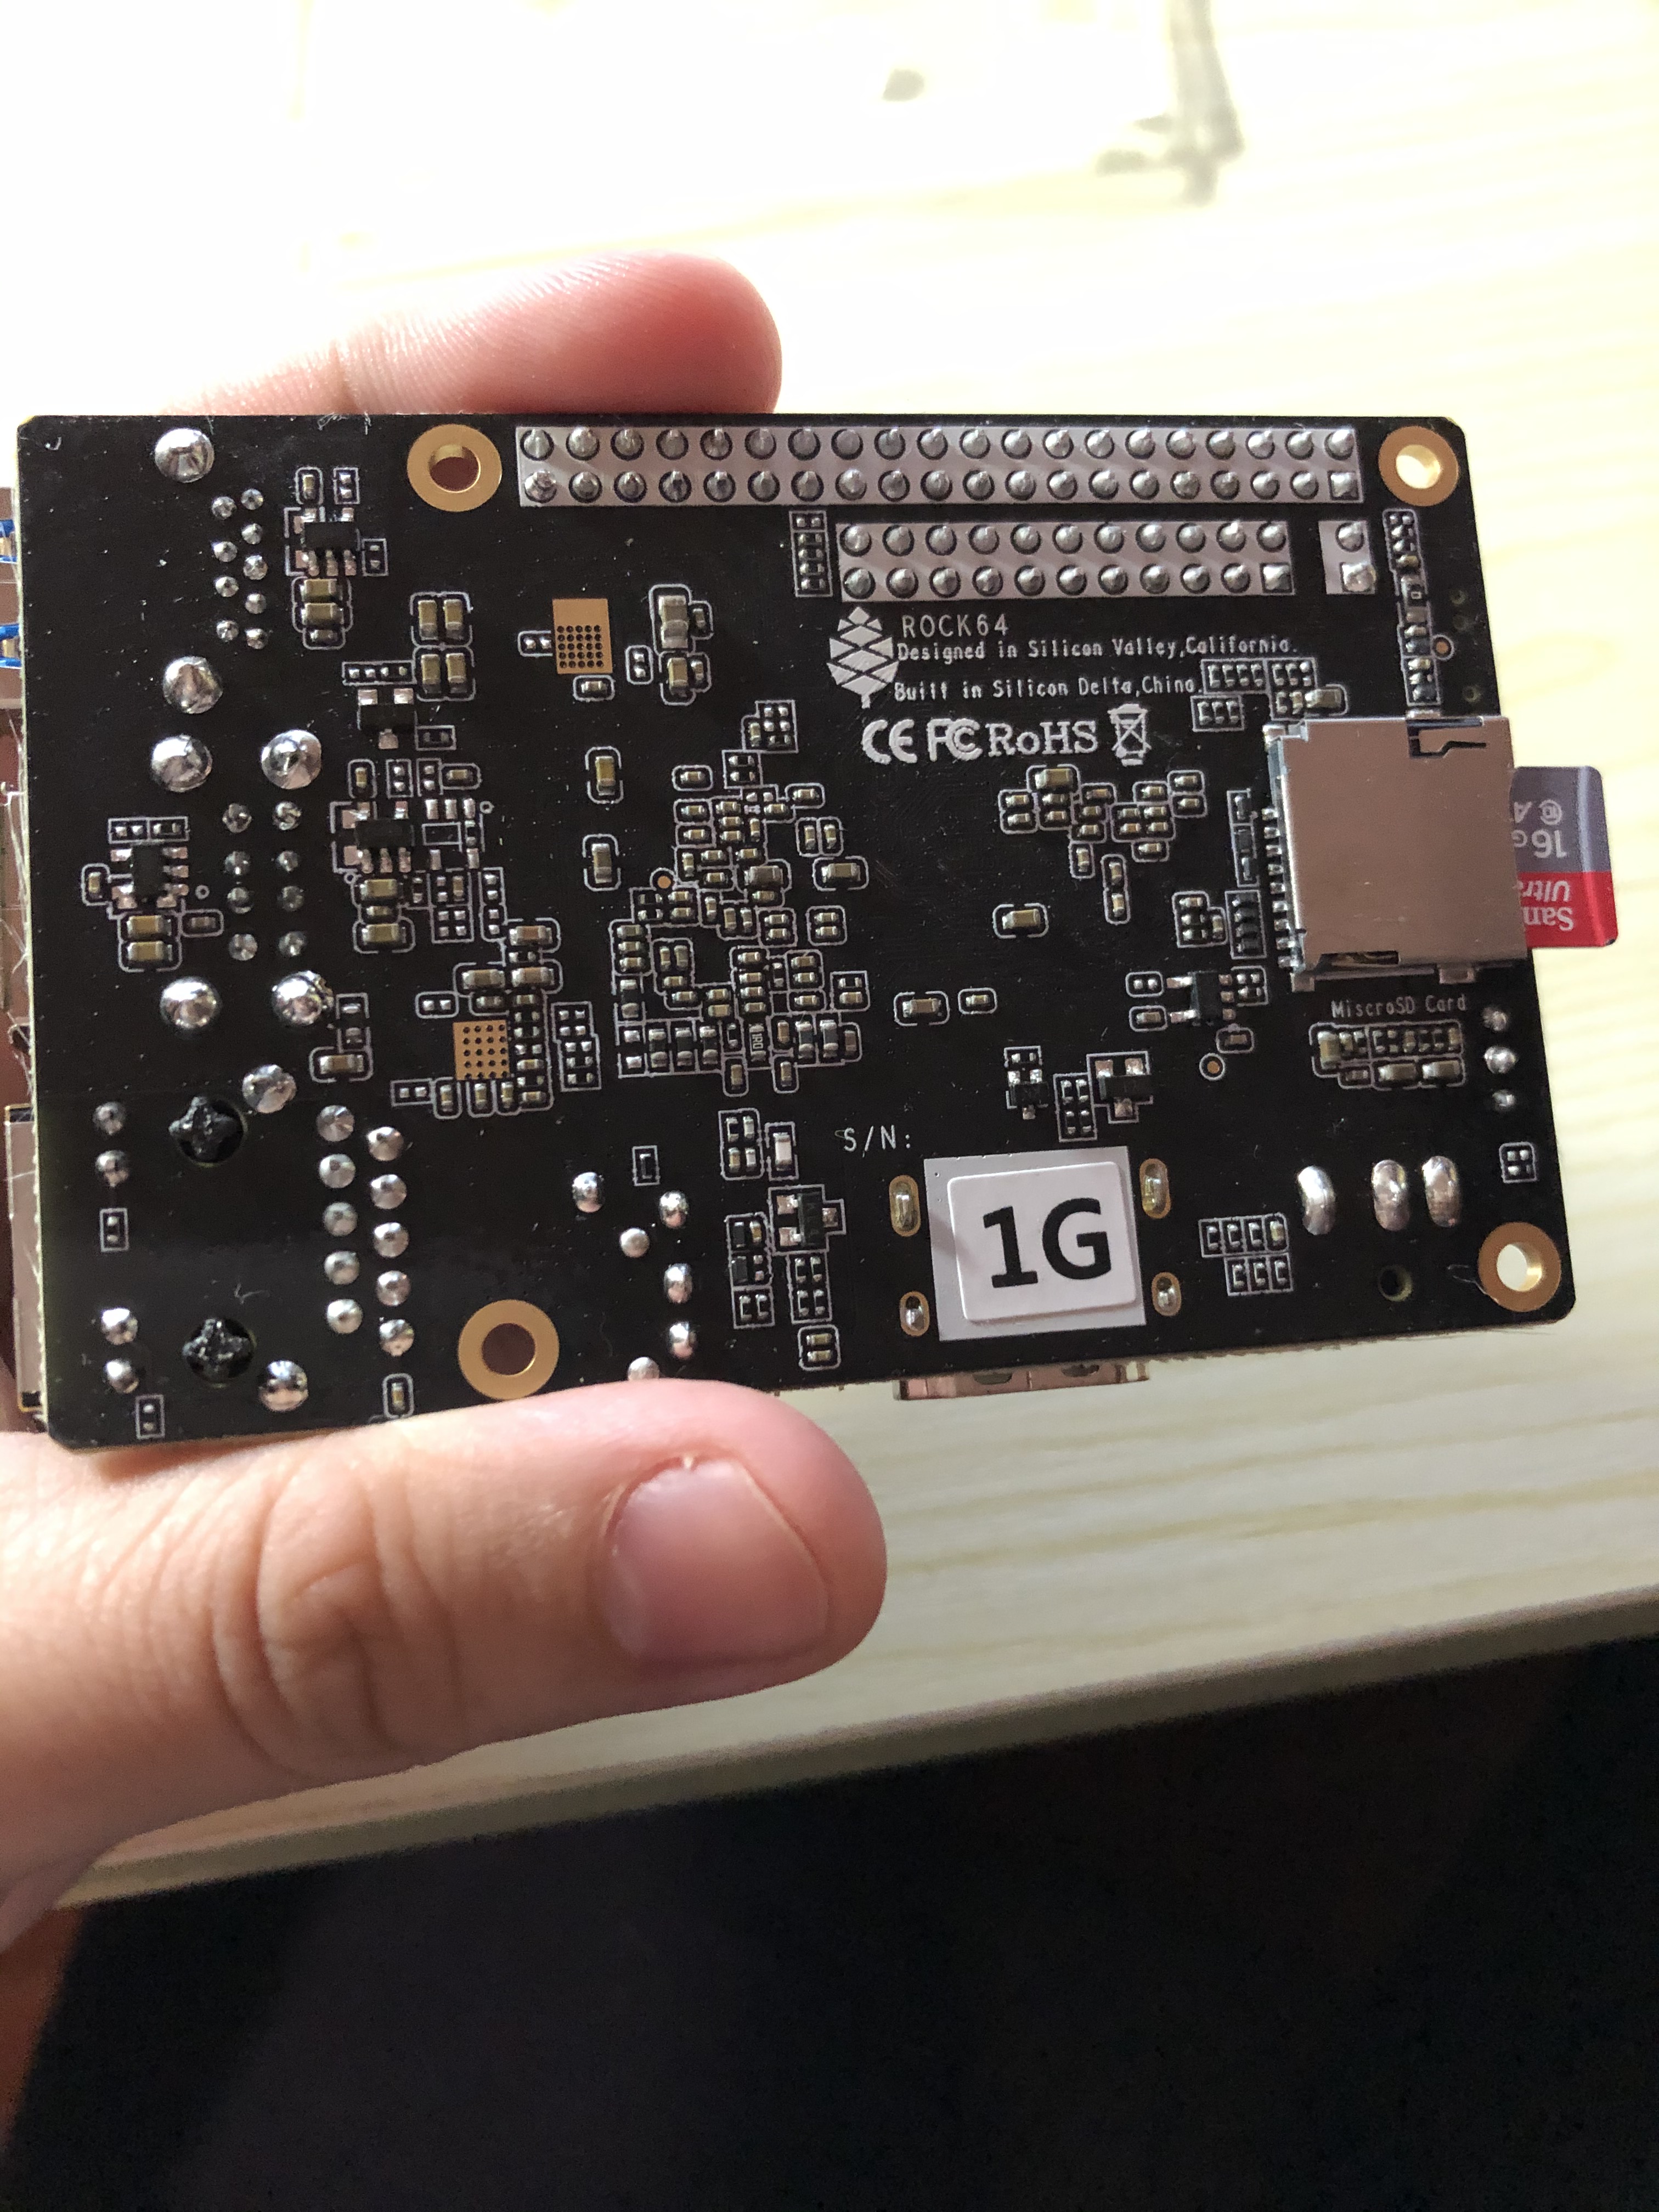 ROCK64
Designed in Silicon Valley,California.
Built in Silicon Delta,China.
CE FC RoHS
16G
Ultra
San
MiscroSD Card
S/N:
1G